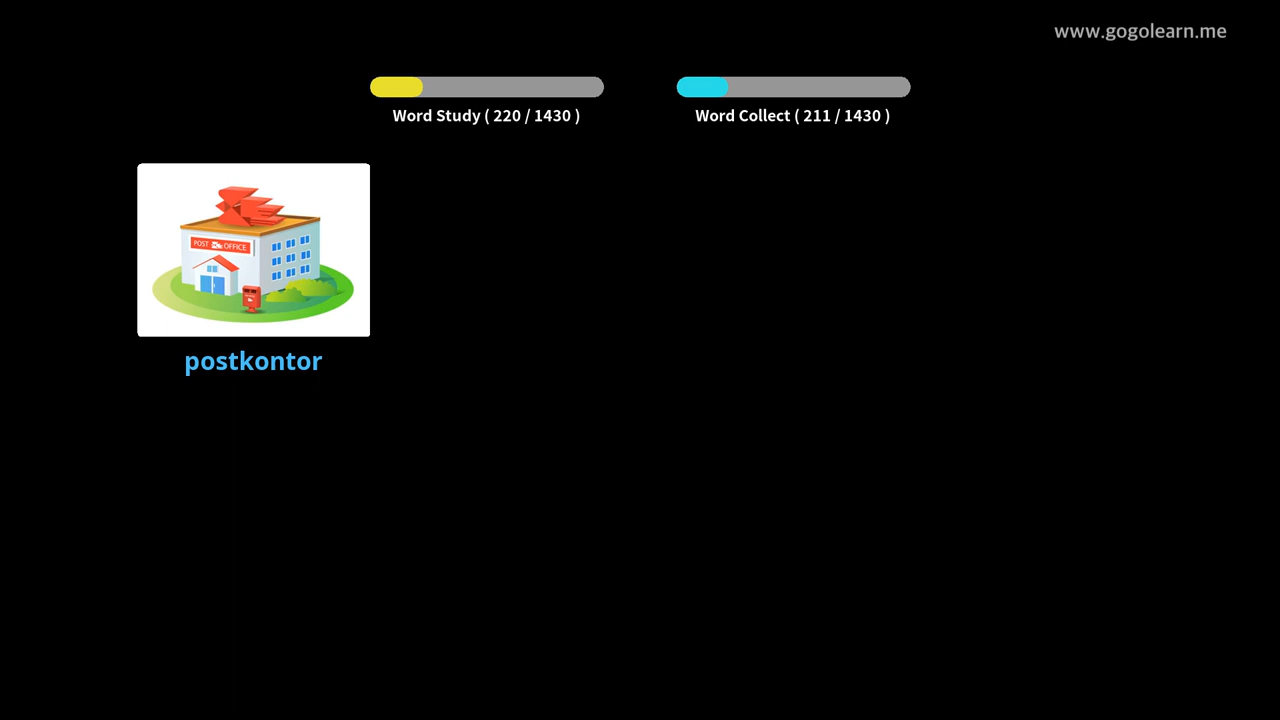 www.gogolearn.me
Word Study ( 220 / 1430 )
Word Collect ( 211 / 1430 )
POST OFFICE
postkontor